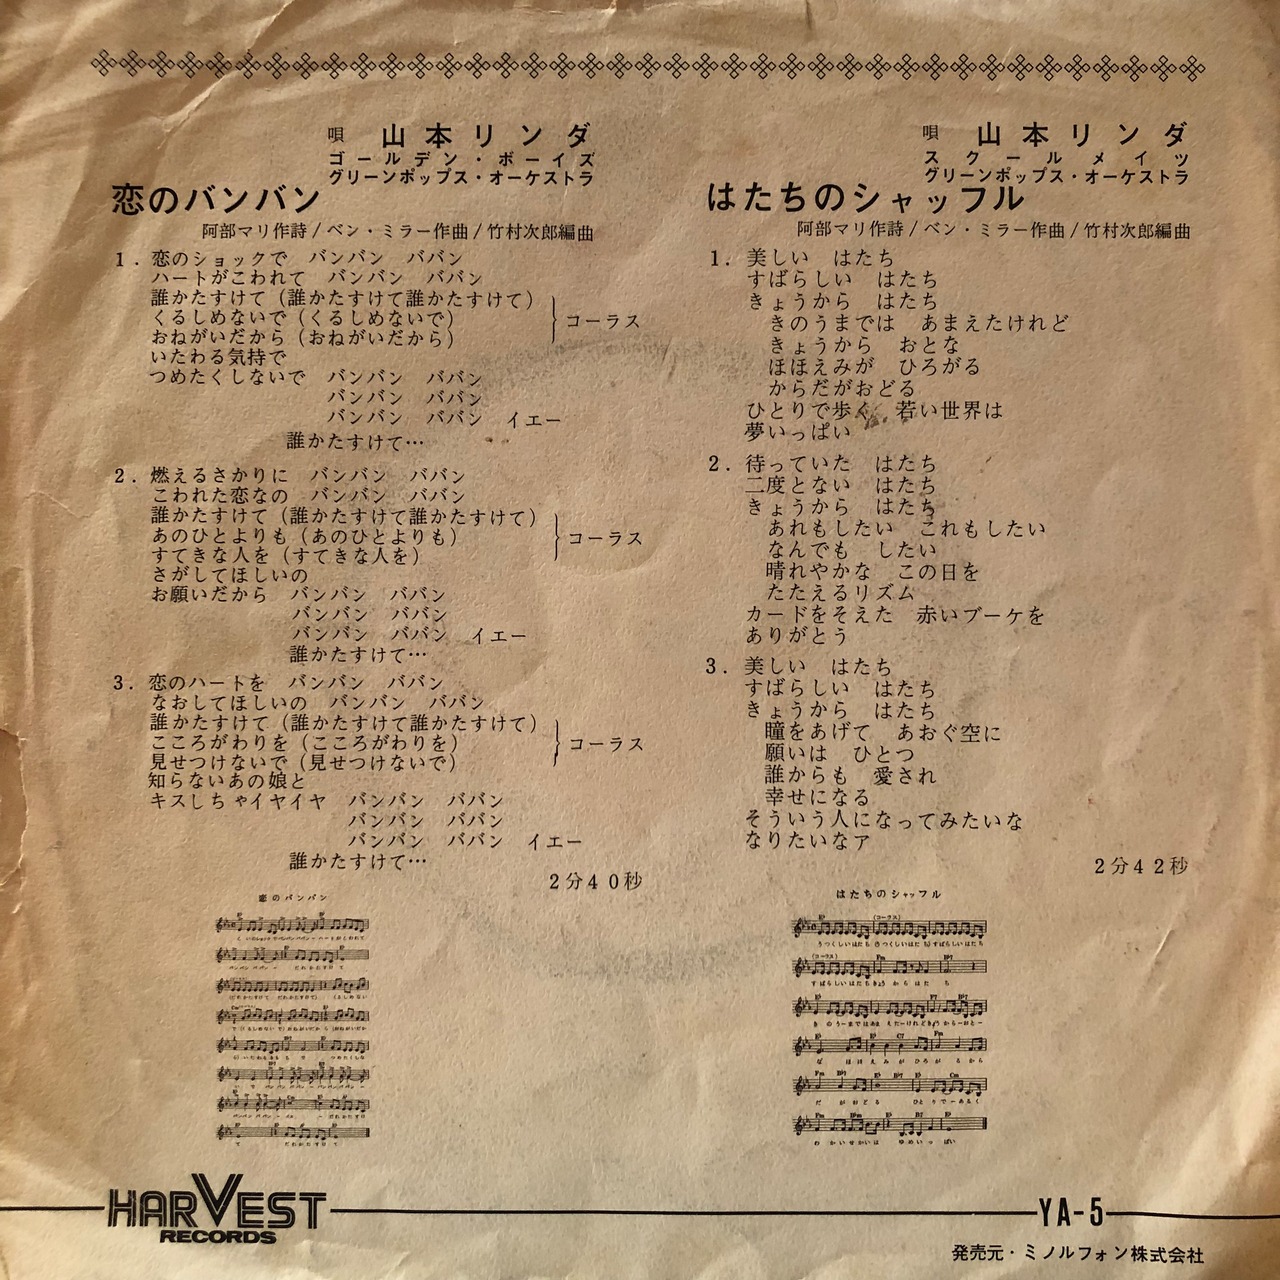 唄 山本リンダ
ゴールデン・ボーイズ
グリーンポップス・オーケストラ
恋のバンバン
阿部マリ作詩/ベン・ミラー作曲/竹村次郎編曲
1. 恋のショックで バンバン ババン
ハートがこわれて バンバン ババン
誰かたすけて(誰かたすけて誰かたすけて)
くるしめないで(くるしめないで)
おねがいだから(おねがいだから)
コーラス
いたわる気持で
つめたくしないで バンバン ババン
バンバン ババン
バンバン ババン イエー
誰かたすけて…
2. 燃えるさかりに バンバン ババン
こわれた恋なの バンバン ババン
誰かたすけて(誰かたすけて誰かたすけて)
あのひとよりも(あのひとよりも)
すてきな人を(すてきな人を)
コーラス
さがしてほしいの
お願いだから バンバン ババン
バンバン ババン
バンバン ババン イエー
誰かたすけて…
3. 恋のハートを バンバン ババン
なおしてほしいの バンバン ババン
誰かたすけて(誰かたすけて誰かたすけて)
こころがわりを(こころがわりを)
見せつけないで(見せつけないで)
コーラス
知らないあの娘と
キスしちゃイヤイヤ バンバン ババン
バンバン ババン
バンバン ババン イエー
誰かたすけて…
2分40秒
恋のバンバン
唄 山本リンダ
スクールメイツ
グリーンポップス・オーケストラ
はたちのシャッフル
阿部マリ作詩/ベン・ミラー作曲/竹村次郎編曲
1. 美しい はたち
すばらしい はたち
きょうから はたち
きのうまでは あまえたけれど
きょうから おとな
ほほえみが ひろがる
からだがおどる
ひとりで歩く 若い世界は
夢いっぱい
2. 待っていた はたち
二度とない はたち
きょうから はたち
あれもしたい これもしたい
なんでも したい
晴れやかな この日を
たたえるリズム
カードをそえた 赤いブーケを
ありがとう
3. 美しい はたち
すばらしい はたち
きょうから はたち
瞳をあげて あおぐ空に
願いは ひとつ
誰からも 愛され
幸せになる
そういう人になってみたいな
なりたいなア
2分42秒
はたちのシャッフル
HARVEST
RECORDS
YA-5
発売元・ミノルフォン株式会社